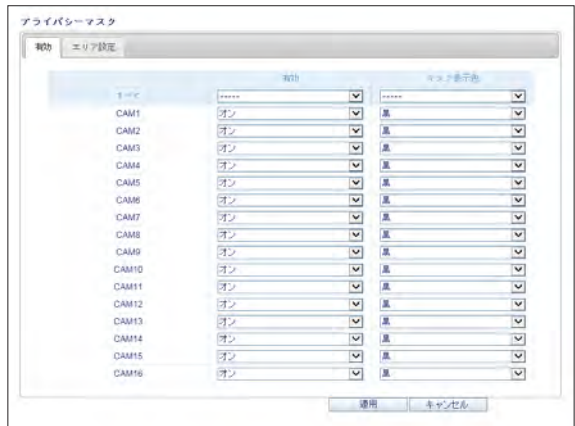 プライバシーマスク
有効 エリア設定
有効 マスク表示色
すべて ----- -----
CAM1 オン 黒
CAM2 オン 黒
CAM3 オン 黒
CAM4 オン 黒
CAM5 オン 黒
CAM6 オン 黒
CAM7 オン 黒
CAM8 オン 黒
CAM9 オン 黒
CAM10 オン 黒
CAM11 オン 黒
CAM12 オン 黒
CAM13 オン 黒
CAM14 オン 黒
CAM15 オン 黒
CAM16 オン 黒
適用 キャンセル